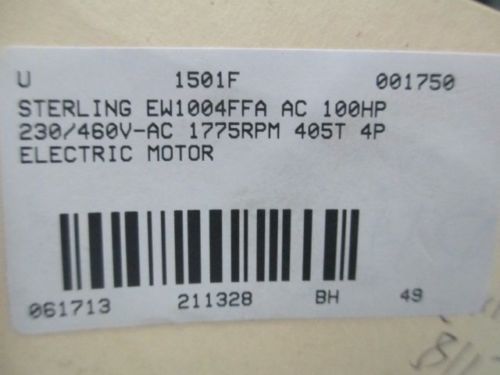 U 1501F 001750
STERLING EW1004FFA AC 100HP
230/460V-AC 1775RPM 405T 4P
ELECTRIC MOTOR
061713 211328 BH 49